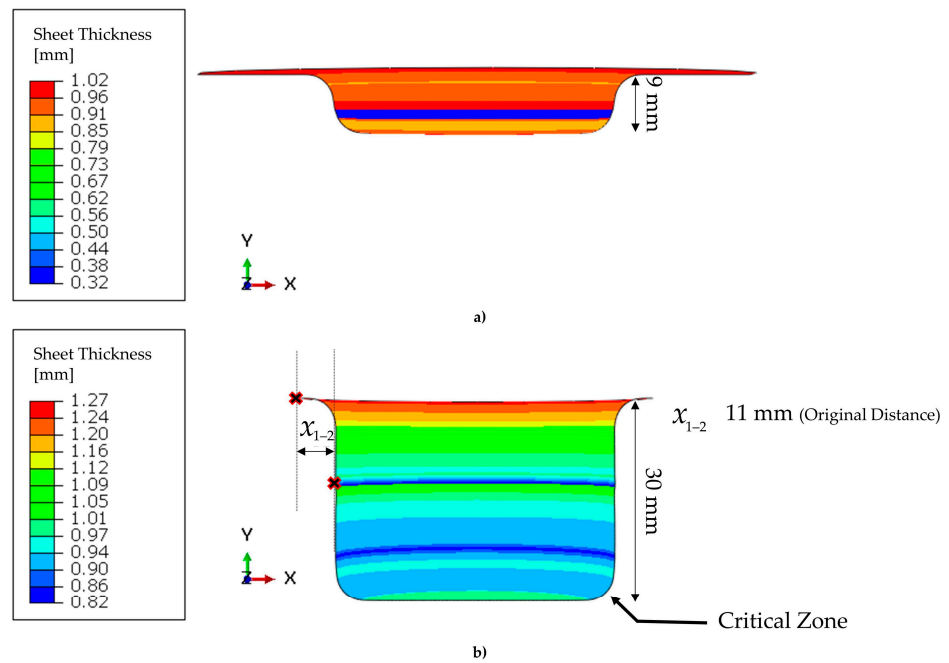 Sheet Thickness
[mm]
1.02
0.96
0.91
0.85
0.79
0.73
0.67
0.62
0.56
0.50
0.44
0.38
0.32
9 mm
Y
Z
X
a)
Sheet Thickness
[mm]
1.27
1.24
1.20
1.16
1.12
1.09
1.05
1.01
0.97
0.94
0.90
0.86
0.82
x1–2
x1–2 11 mm (Original Distance)
30 mm
Y
Z
X
Critical Zone
b)